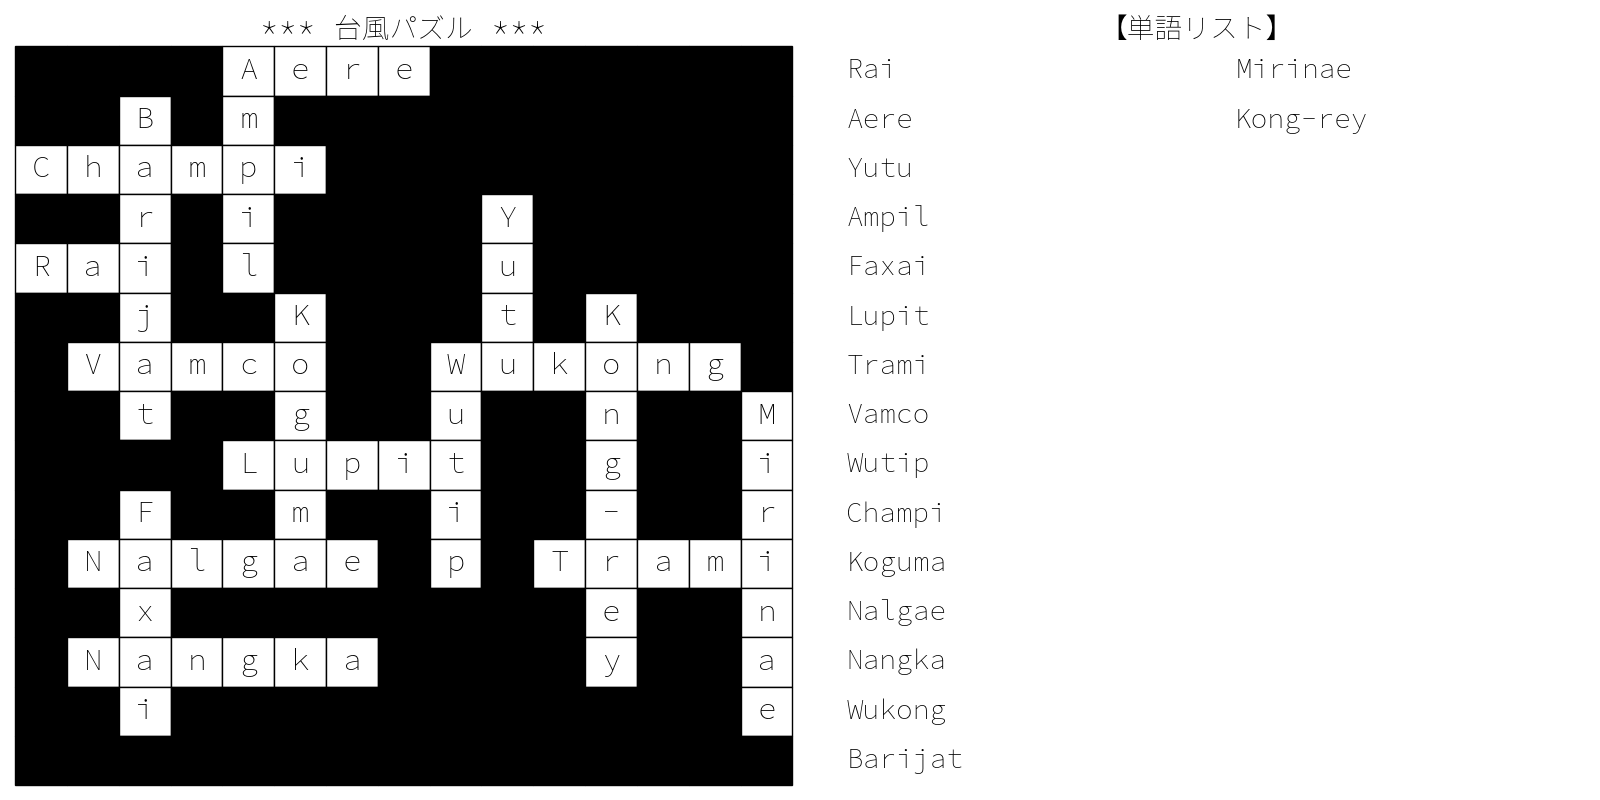 *** 台風パズル ***
A e r e
B m
C h a m p i
r i Y
R a i l u
j K t K
V a m c o W u k o n g
t g u n M
L u p i t g i
F m i - r
N a l g a e p T r a m i
x e n
N a n g k a y a
i e
【単語リスト】
Rai
Aere
Yutu
Ampil
Faxai
Lupit
Trami
Vamco
Wutip
Champi
Koguma
Nalgae
Nangka
Wukong
Barijat
Mirinae
Kong-rey